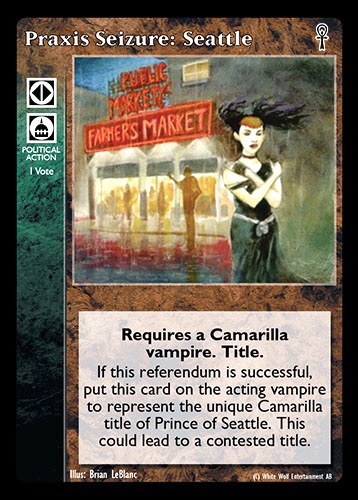 Praxis Seizure: Seattle
PUBLIC
MARKET
FARMERS MARKET
POLITICAL
ACTION
1 Vote
Requires a Camarilla
vampire. Title.
If this referendum is successful,
put this card on the acting vampire
to represent the unique Camarilla
title of Prince of Seattle. This
could lead to a contested title.
Illus: Brian LeBlanc
(C) White Wolf Entertainment AB